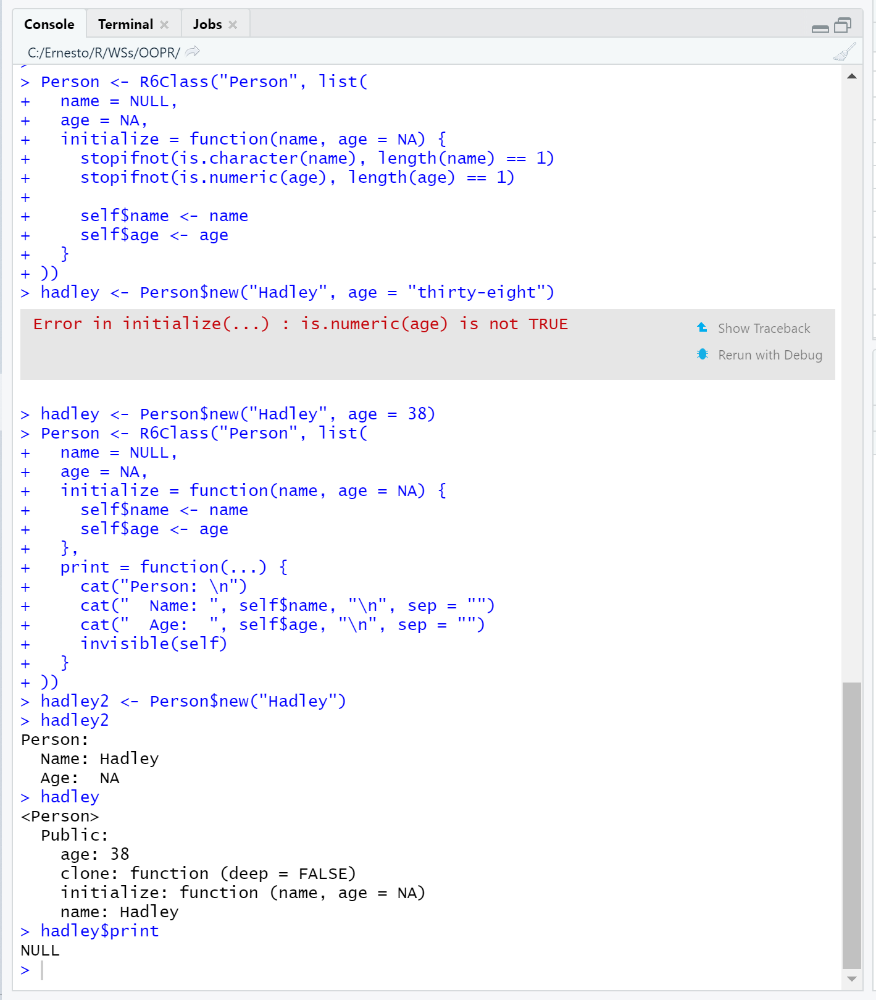 Console Terminal Jobs
C:/Ernesto/R/WSs/OOPR/
>
> Person <- R6Class("Person", list(
+   name = NULL,
+   age = NA,
+   initialize = function(name, age = NA) {
+     stopifnot(is.character(name), length(name) == 1)
+     stopifnot(is.numeric(age), length(age) == 1)
+
+     self$name <- name
+     self$age <- age
+   }
+ ))
> hadley <- Person$new("Hadley", age = "thirty-eight")
Error in initialize(...) : is.numeric(age) is not TRUE
Show Traceback
Rerun with Debug
> hadley <- Person$new("Hadley", age = 38)
> Person <- R6Class("Person", list(
+   name = NULL,
+   age = NA,
+   initialize = function(name, age = NA) {
+     self$name <- name
+     self$age <- age
+   },
+   print = function(...) {
+     cat("Person: \n")
+     cat("  Name: ", self$name, "\n", sep = "")
+     cat("  Age:  ", self$age, "\n", sep = "")
+     invisible(self)
+   }
+ ))
> hadley2 <- Person$new("Hadley")
> hadley2
Person:
  Name: Hadley
  Age:  NA
> hadley
<Person>
  Public:
    age: 38
    clone: function (deep = FALSE)
    initialize: function (name, age = NA)
    name: Hadley
> hadley$print
NULL
>